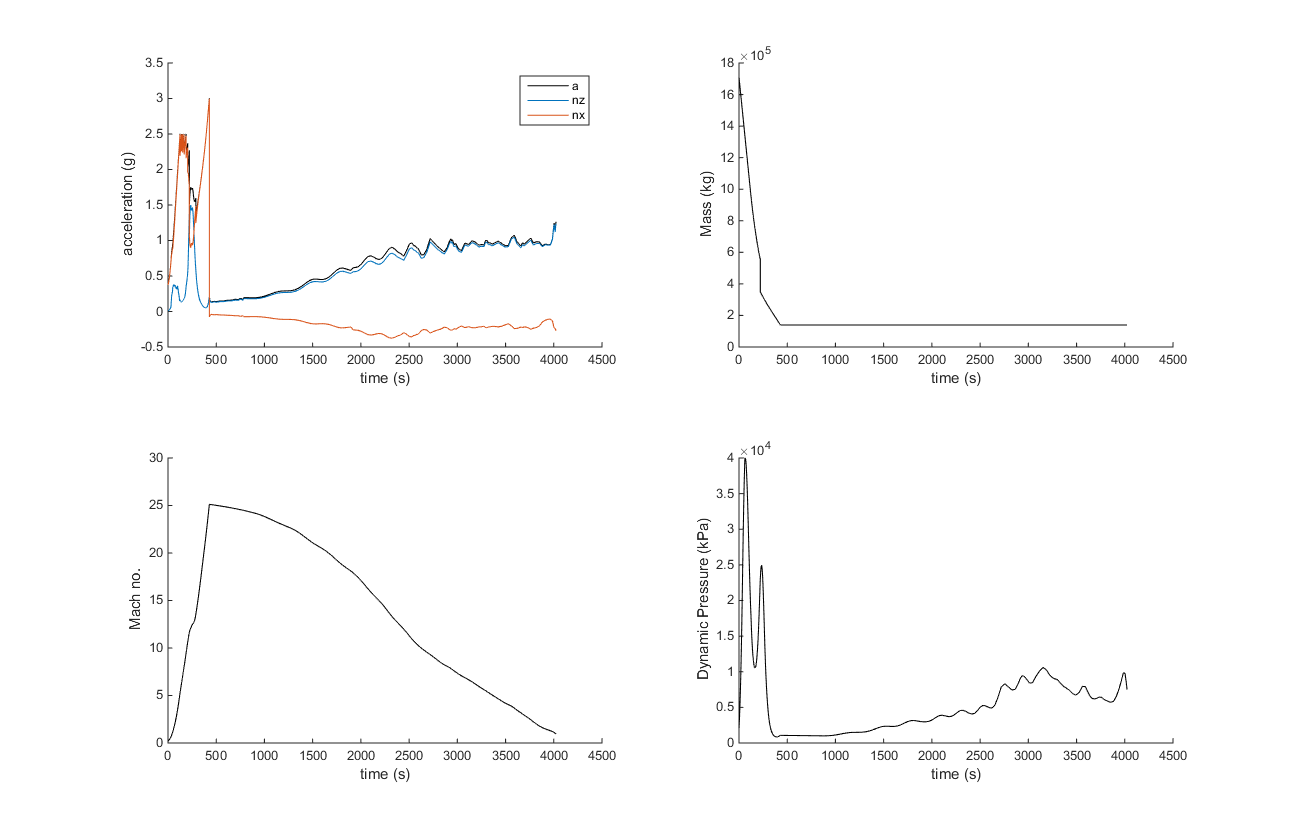 3.5
3
2.5
2
1.5
1
0.5
0
-0.5
acceleration (g)
a
nz
nx
0 500 1000 1500 2000 2500 3000 3500 4000 4500
time (s)
×10^5
18
16
14
12
10
8
6
4
2
0
Mass (kg)
0 500 1000 1500 2000 2500 3000 3500 4000 4500
time (s)
30
25
20
15
10
5
0
Mach no.
0 500 1000 1500 2000 2500 3000 3500 4000 4500
time (s)
×10^4
4
3.5
3
2.5
2
1.5
1
0.5
0
Dynamic Pressure (kPa)
0 500 1000 1500 2000 2500 3000 3500 4000 4500
time (s)